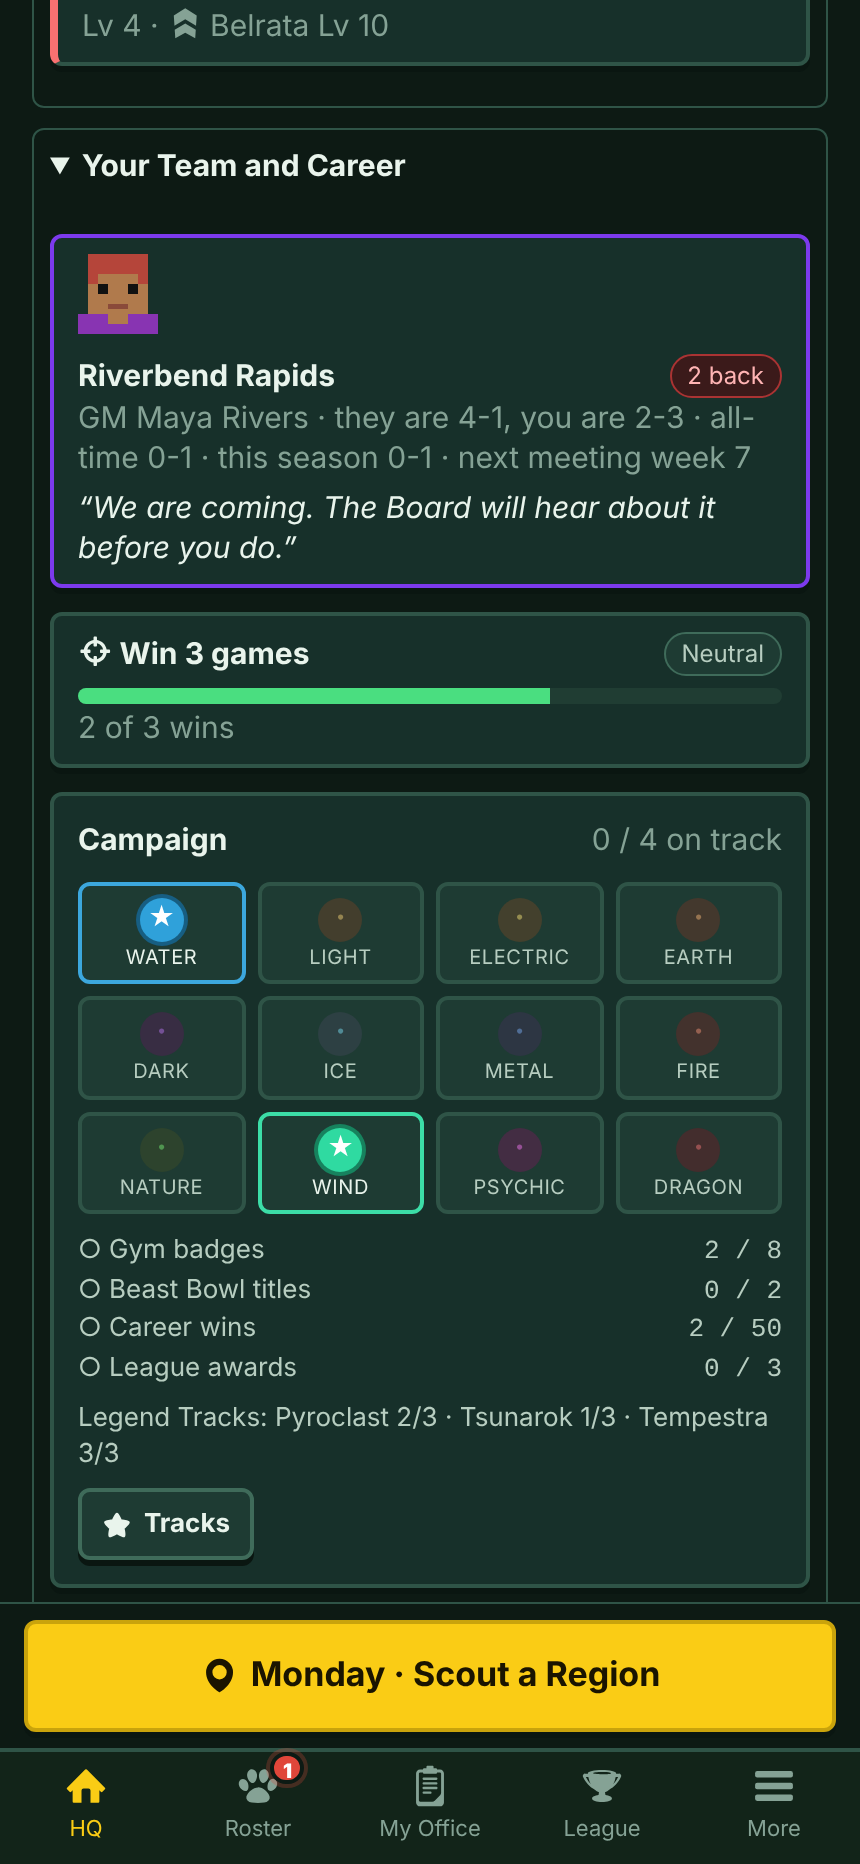 Lv 4 · Belrata Lv 10
Your Team and Career
Riverbend Rapids
2 back
GM Maya Rivers · they are 4-1, you are 2-3 · all-
time 0-1 · this season 0-1 · next meeting week 7
“We are coming. The Board will hear about it
before you do.”
Win 3 games
Neutral
2 of 3 wins
Campaign
0 / 4 on track
WATER
LIGHT
ELECTRIC
EARTH
DARK
ICE
METAL
FIRE
NATURE
WIND
PSYCHIC
DRAGON
Gym badges
2 / 8
Beast Bowl titles
0 / 2
Career wins
2 / 50
League awards
0 / 3
Legend Tracks: Pyroclast 2/3 · Tsunarok 1/3 · Tempestra
3/3
Tracks
Monday · Scout a Region
1
HQ
Roster
My Office
League
More